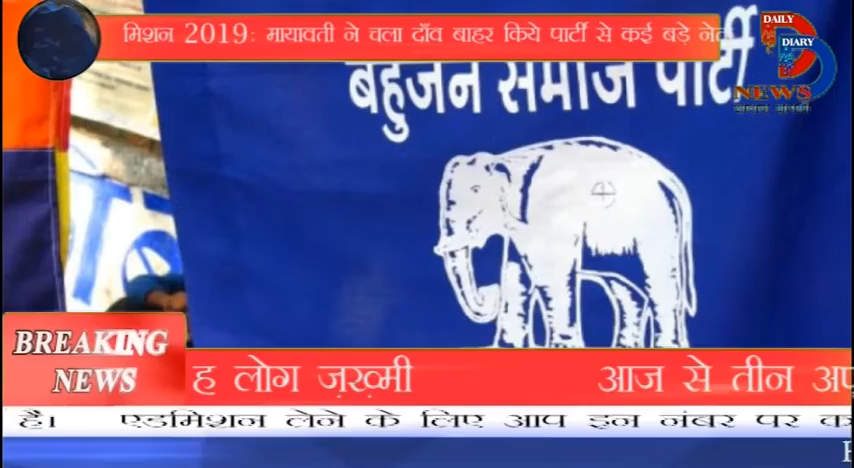 मिशन 2019: मायावती ने चला दाँव बाहर किये पार्टी से कई बड़े
DAILY
DIARY
NEWS
बहुजन समाज पार्टी
BREAKING
NEWS
ह लोग ज़ख्मी आज से तीन
है। एडमिशन लेने के लिए आप इन नंबर पर